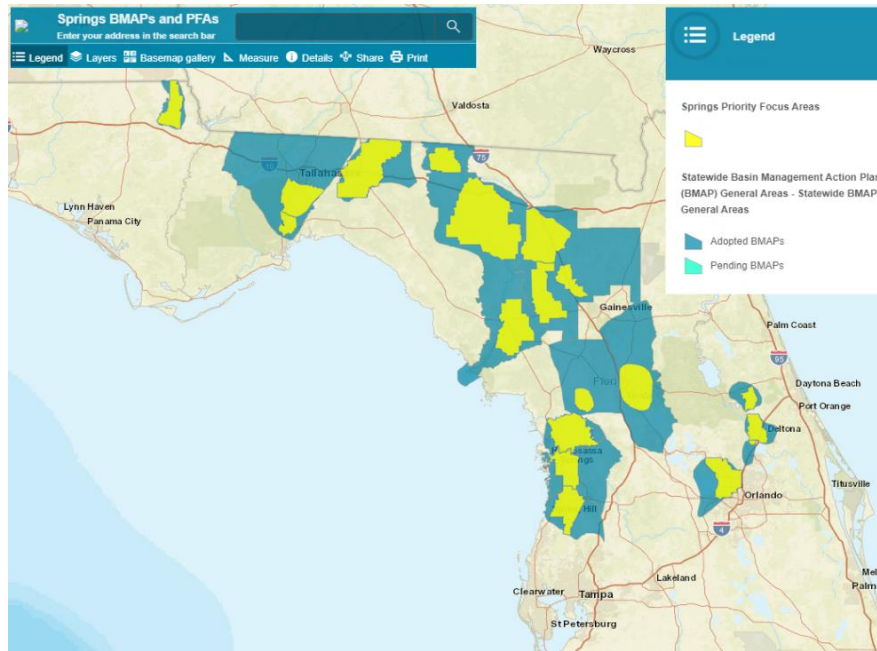 Springs BMAPs and PFAs
Enter your address in the search bar
Legend Layers Basemap gallery Measure Details Share Print
Legend
Springs Priority Focus Areas
Statewide Basin Management Action Plan
(BMAP) General Areas - Statewide BMAP
General Areas
Adopted BMAPs
Pending BMAPs
Waycross
Valdosta
75
10
Lynn Haven
Panama City
Gainesville
Palm Coast
95
Daytona Beach
Port Orange
Deltona
Titusville
Orlando
4
Lakeland
Clearwater
Tampa
St Petersburg